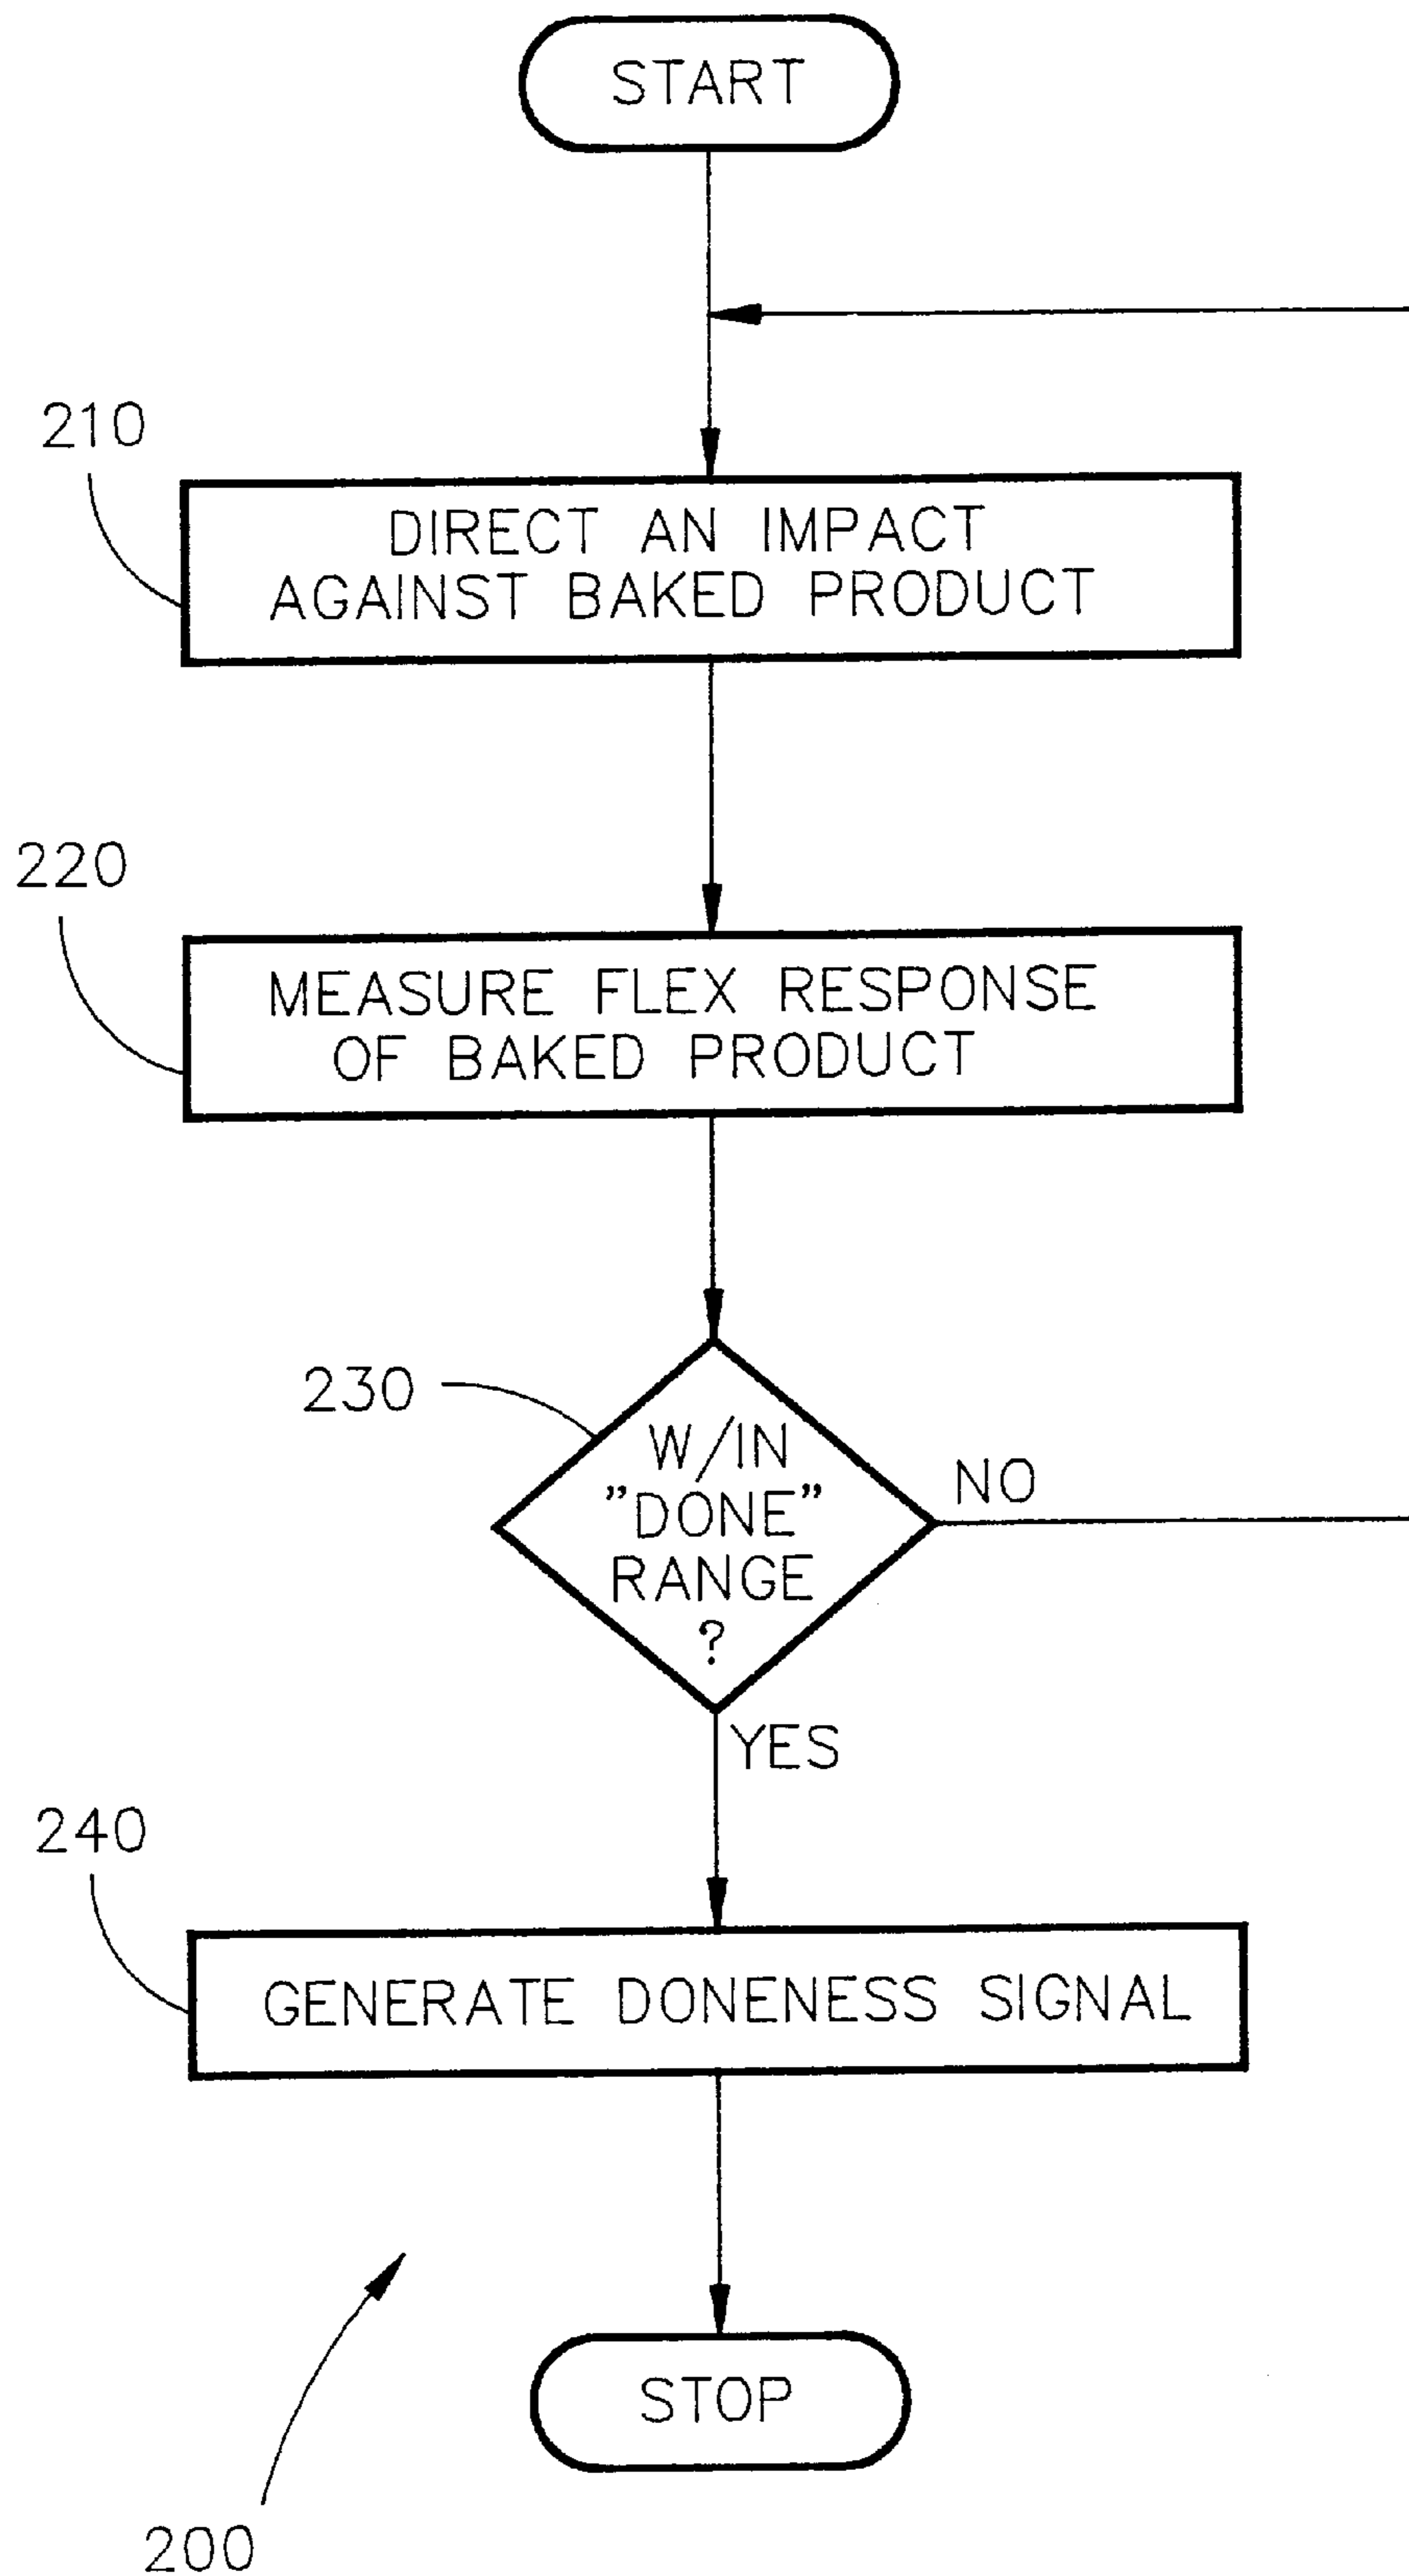 START
210
DIRECT AN IMPACT
AGAINST BAKED PRODUCT
220
MEASURE FLEX RESPONSE
OF BAKED PRODUCT
230
W/IN
"DONE"
RANGE
?
NO
YES
240
GENERATE DONENESS SIGNAL
STOP
200